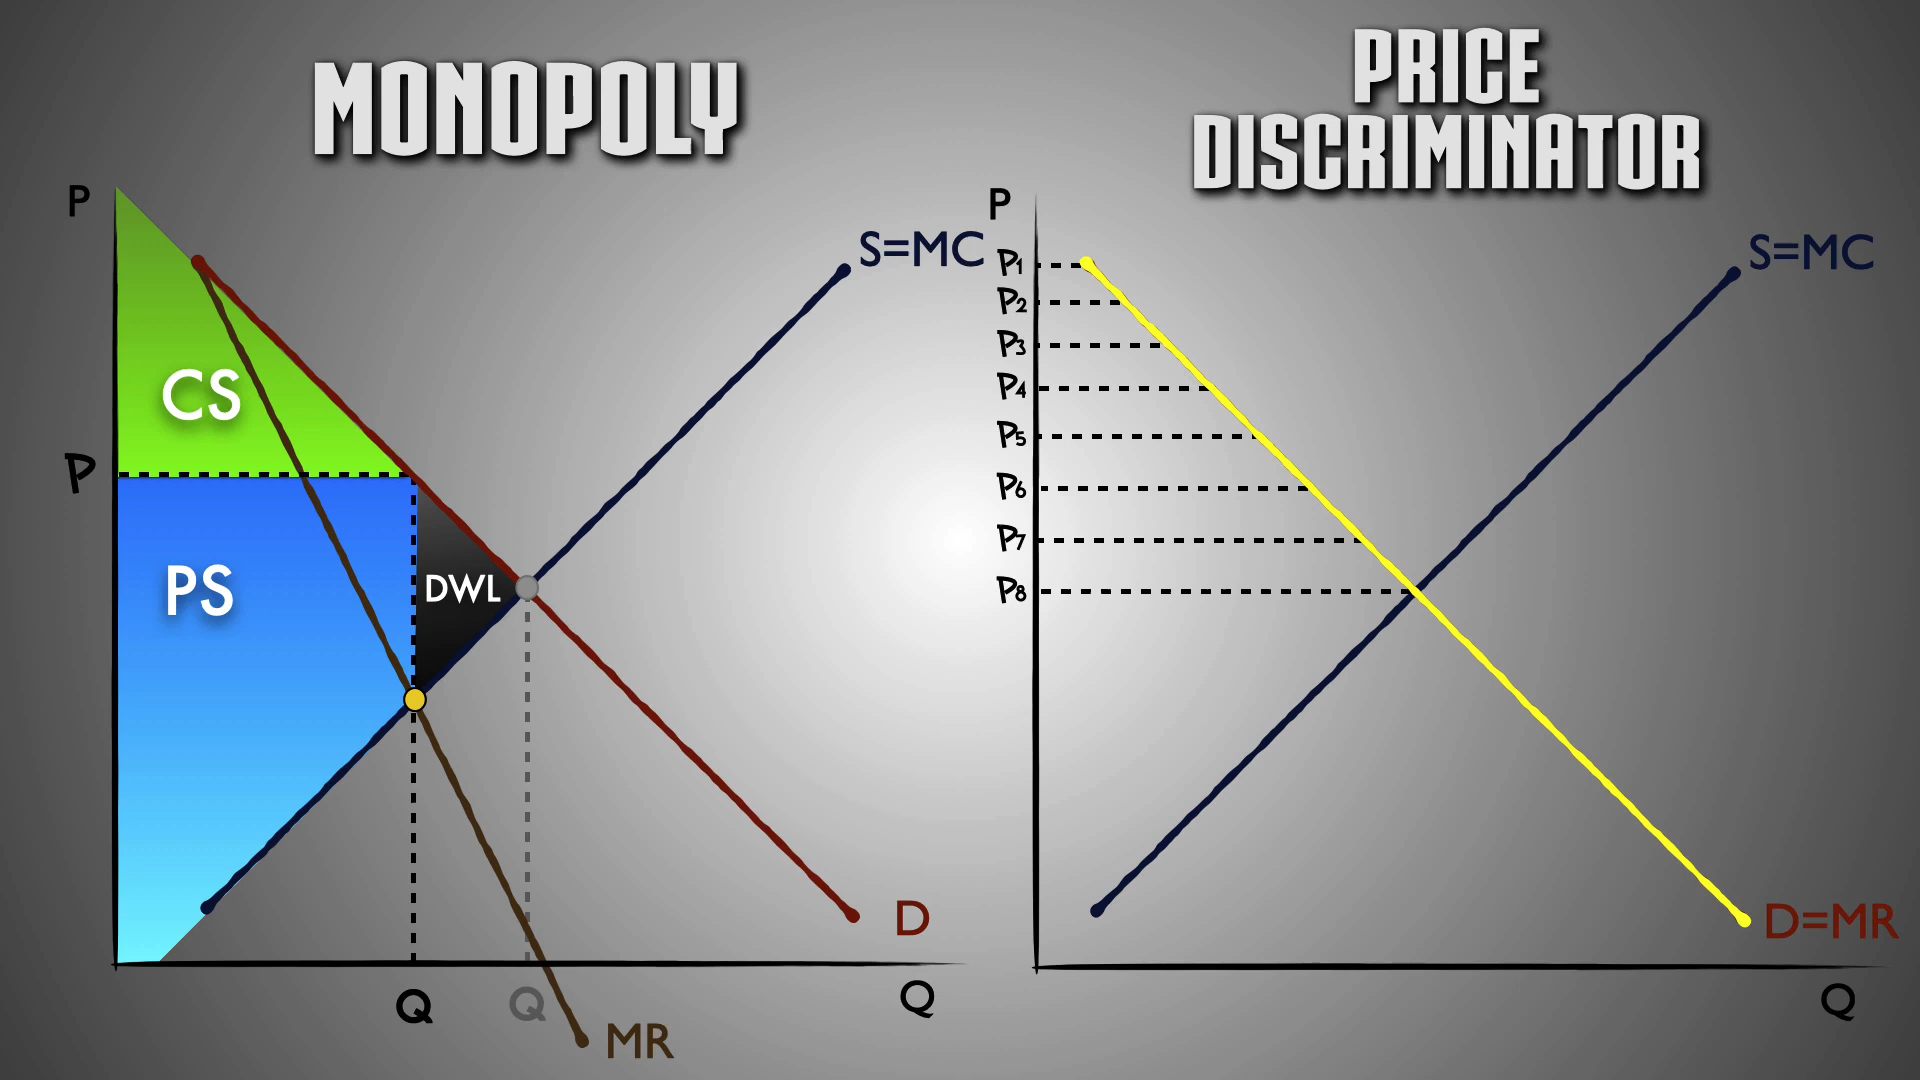 MONOPOLY
P
S=MC
CS
P
PS
DWL
D
Q
Q
Q
MR
PRICE
DISCRIMINATOR
P
P1
P2
P3
P4
P5
P6
P7
P8
S=MC
D=MR
Q